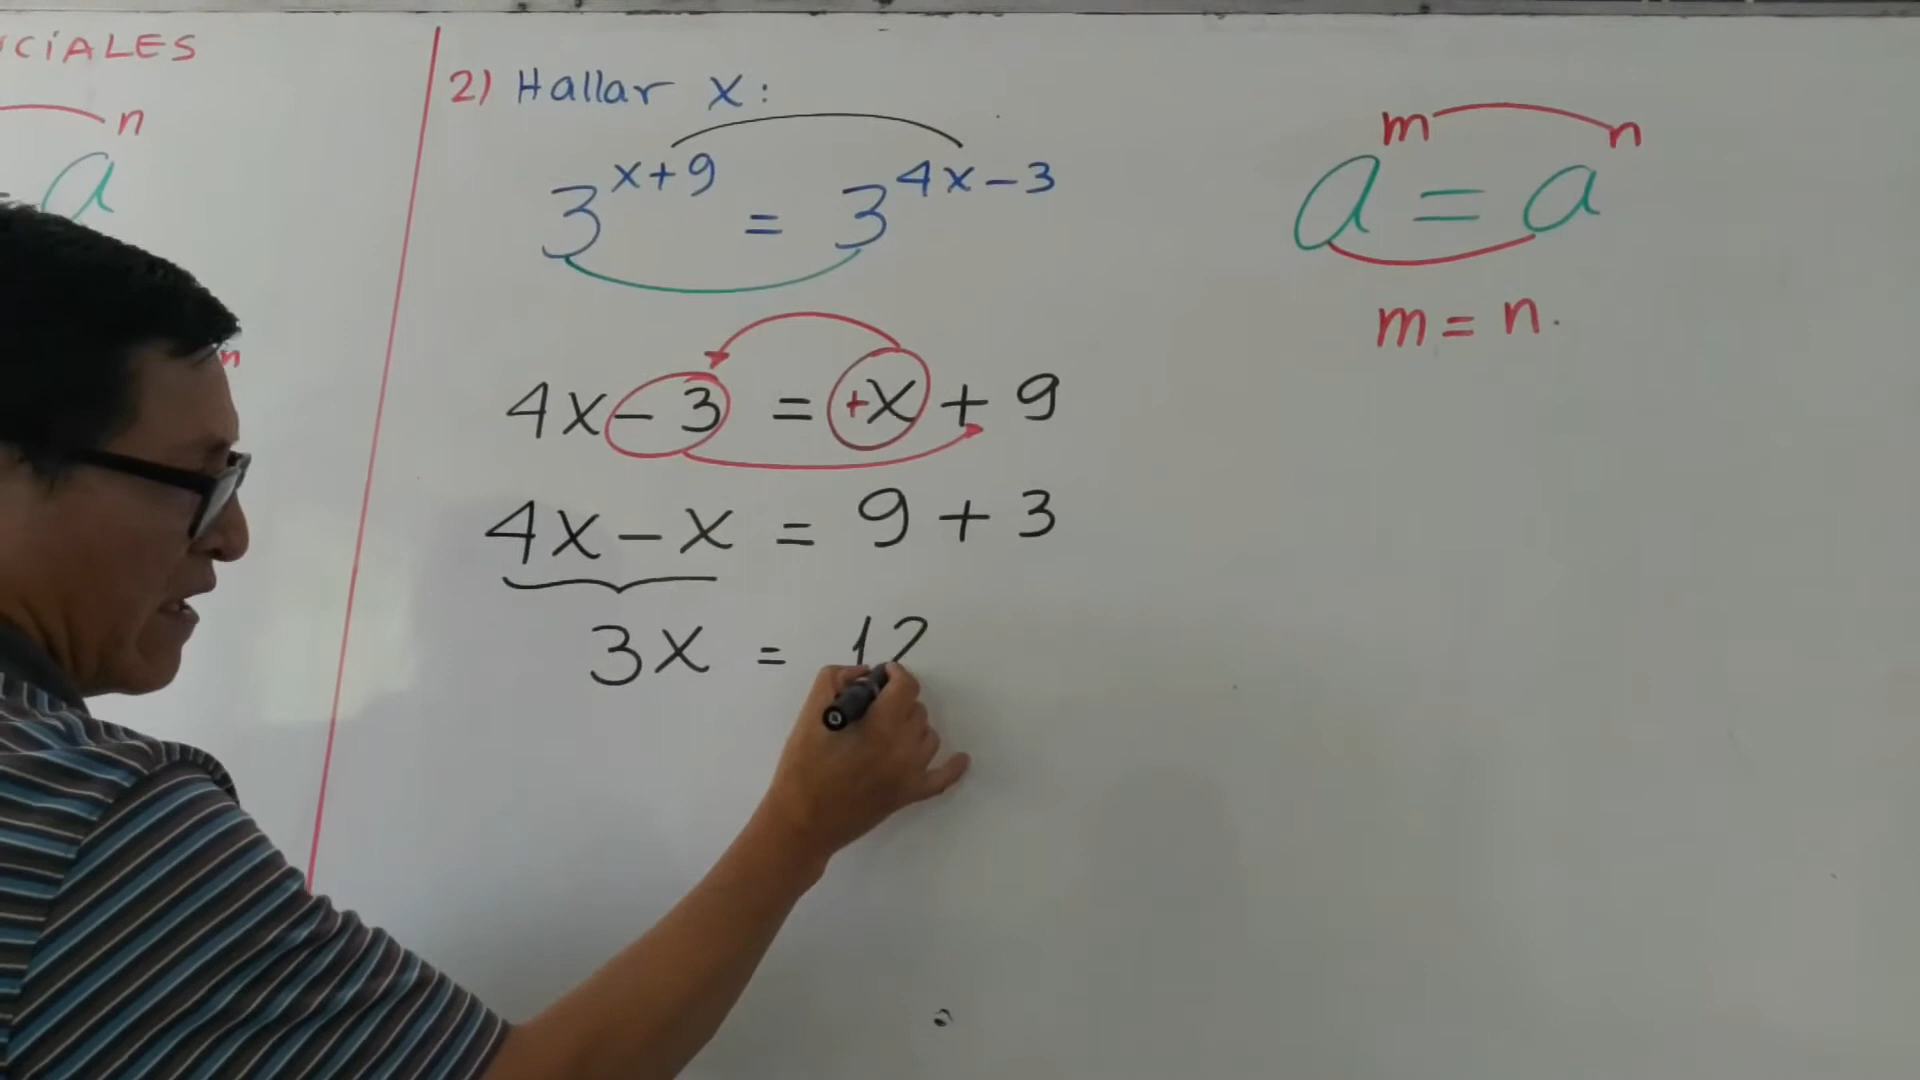 CIALES
n
a
n
2) Hallar x:
3^{x+9} = 3^{4x-3}
4x - 3 = +x + 9
4x - x = 9 + 3
3x = 12
a^m = a^n
m = n.